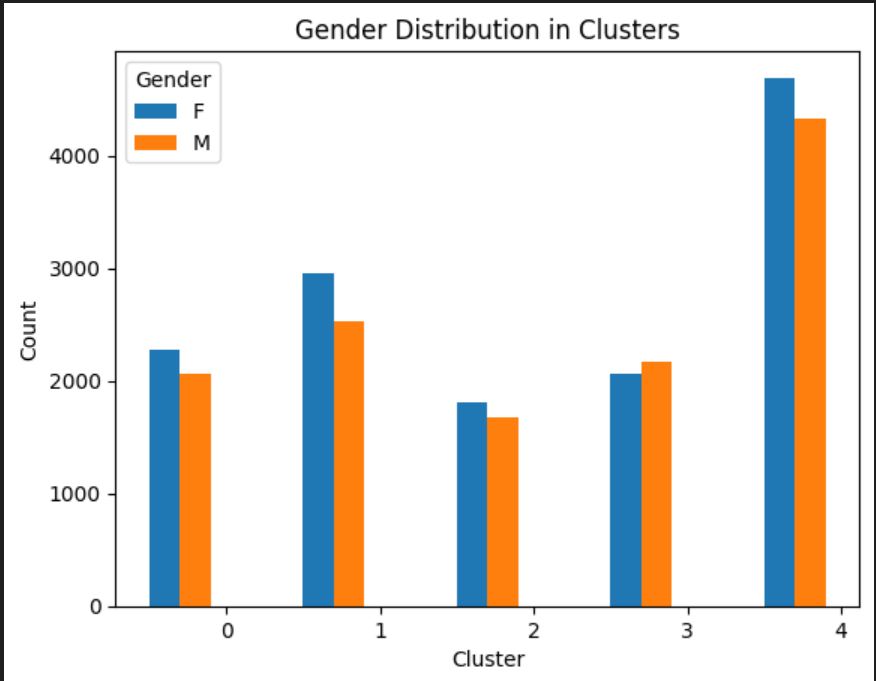 Gender Distribution in Clusters
Gender
F
M
4000
3000
2000
1000
0
Count
0 1 2 3 4
Cluster